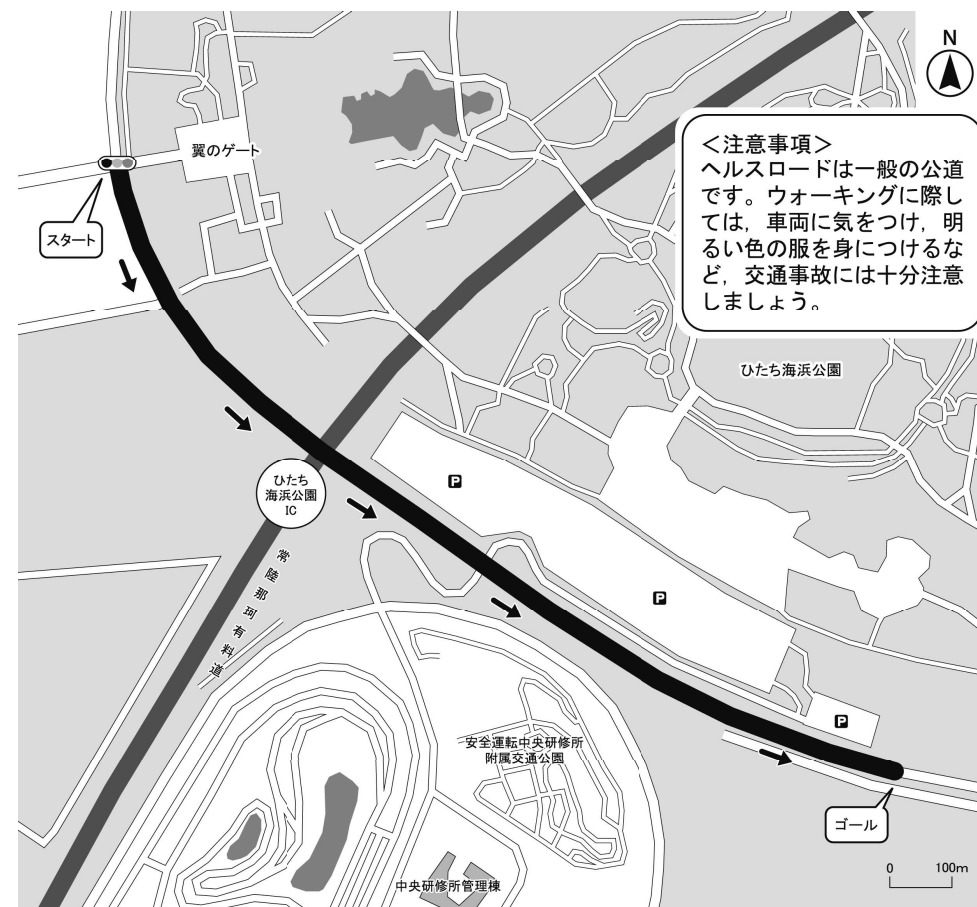 N
<注意事項>
ヘルスロードは一般の公道
です。ウォーキングに際し
ては，車両に気をつけ，明
るい色の服を身につけるな
ど，交通事故には十分注意
しましょう。
翼のゲート
スタート
ひたち海浜公園
P
ひたち
海浜公園
IC
常陸那珂有料道
P
P
安全運転中央研修所
附属交通公園
ゴール
中央研修所管理棟
0 100m